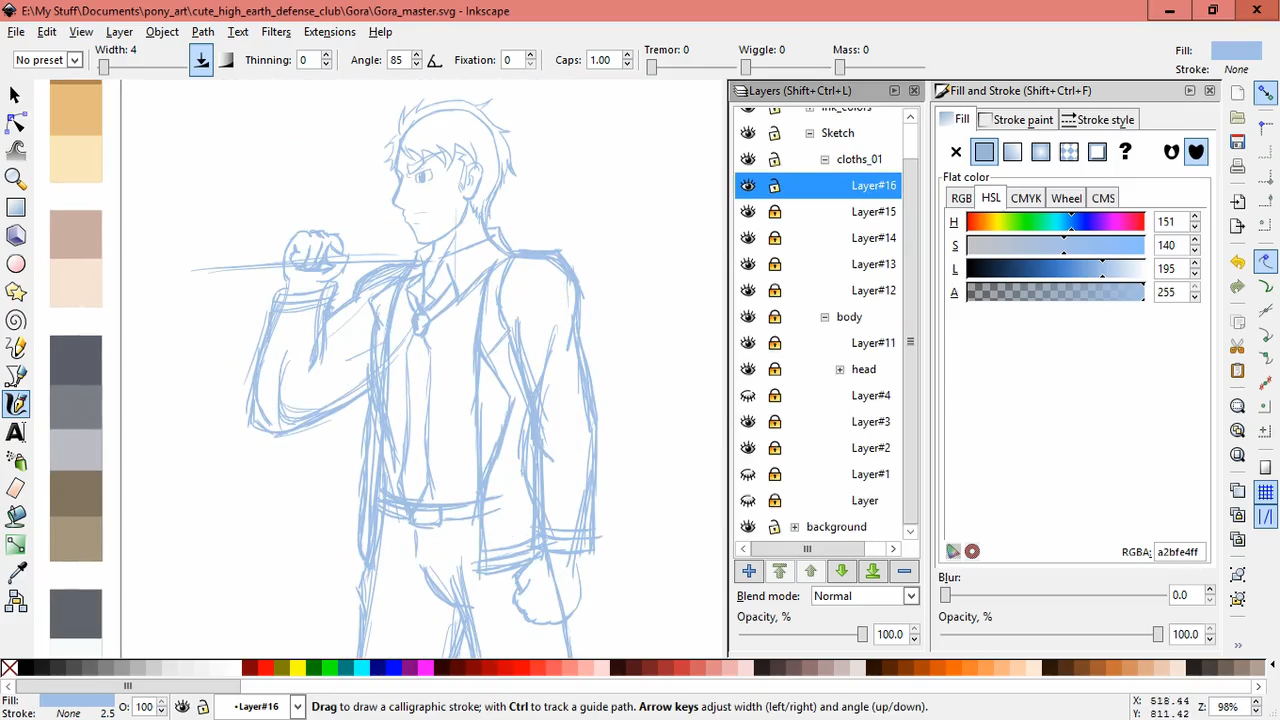 E:\My Stuff\Documents\pony_art\cute_high_earth_defense_club\Gora\Gora_master.svg - Inkscape
File Edit View Layer Object Path Text Filters Extensions Help
No preset Width: 4 Thinning: 0 Angle: 85 Fixation: 0 Caps: 1.00 Tremor: 0 Wiggle: 0 Mass: 0 Fill:
Stroke: None
Layers (Shift+Ctrl+L)
ink_colors
Sketch
cloths_01
Layer#16
Layer#15
Layer#14
Layer#13
Layer#12
body
Layer#11
head
Layer#4
Layer#3
Layer#2
Layer#1
Layer
background
Blend mode: Normal
Opacity, %
100.0
Fill and Stroke (Shift+Ctrl+F)
Fill Stroke paint Stroke style
?
Flat color
RGB HSL CMYK Wheel CMS
H 151
S 140
L 195
A 255
RGBA: a2bfe4ff
Blur:
0.0
Opacity, %
100.0
Fill:
Stroke: None 2.5
O: 100
•Layer#16
Drag to draw a calligraphic stroke; with Ctrl to track a guide path. Arrow keys adjust width (left/right) and angle (up/down).
X: 518.44
Y: 811.42
Z: 98%